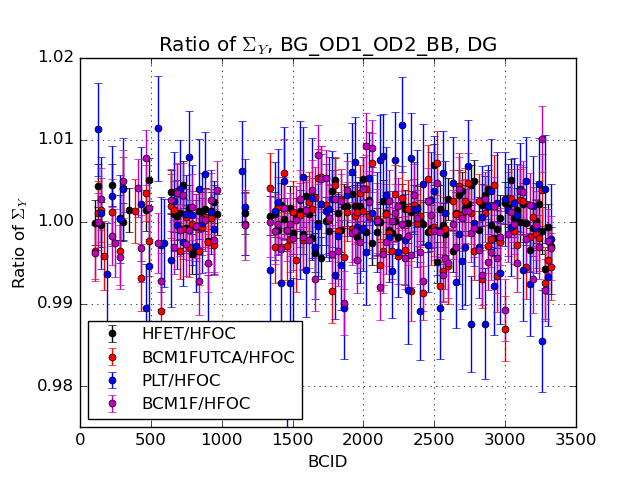 Ratio of Σ_Y, BG_OD1_OD2_BB, DG
Ratio of Σ_Y
1.02
1.01
1.00
0.99
0.98
HFET/HFOC
BCM1FUTCA/HFOC
PLT/HFOC
BCM1F/HFOC
0 500 1000 1500 2000 2500 3000 3500
BCID